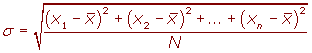 σ = √((x₁ − x̅)² + (x₂ − x̅)² + ... + (xₙ − x̅)² / N)